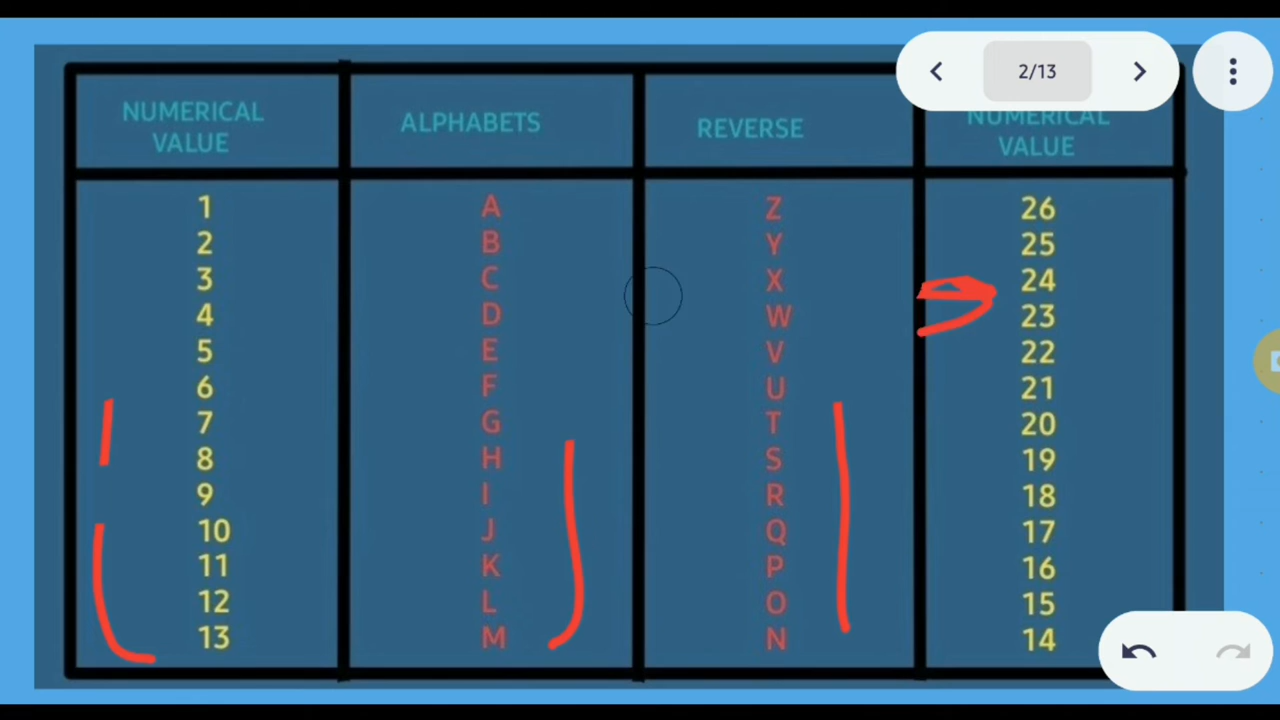 2/13
NUMERICAL VALUE ALPHABETS REVERSE NUMERICAL VALUE
1 A Z 26
2 B Y 25
3 C X 24
4 D W 23
5 E V 22
6 F U 21
7 G T 20
8 H S 19
9 I R 18
10 J Q 17
11 K P 16
12 L O 15
13 M N 14